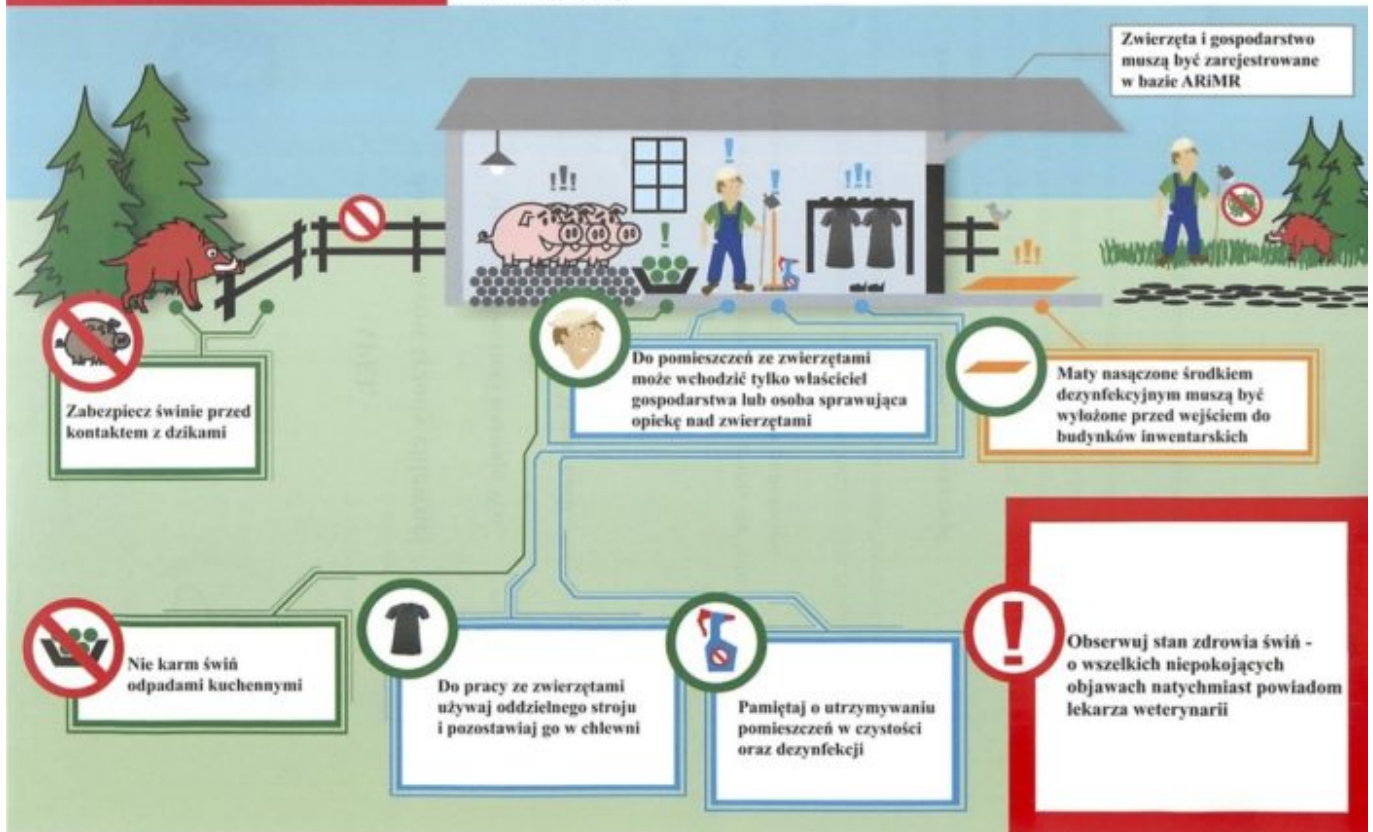 Zwierzęta i gospodarstwo
muszą być zarejestrowane
w bazie ARiMR
Zabezpiecz świnie przed
kontaktem z dzikami
Do pomieszczeń ze zwierzętami
może wchodzić tylko właściciel
gospodarstwa lub osoba sprawująca
opiekę nad zwierzętami
Maty nasączone środkiem
dezynfekcyjnym muszą być
wyłożone przed wejściem do
budynków inwentarskich
Nie karm świń
odpadami kuchennymi
Do pracy ze zwierzętami
używaj oddzielnego stroju
i pozostawiaj go w chlewni
Pamiętaj o utrzymywaniu
pomieszczeń w czystości
oraz dezynfekcji
Obserwuj stan zdrowia świń -
o wszelkich niepokojących
objawach natychmiast powiadom
lekarza weterynarii